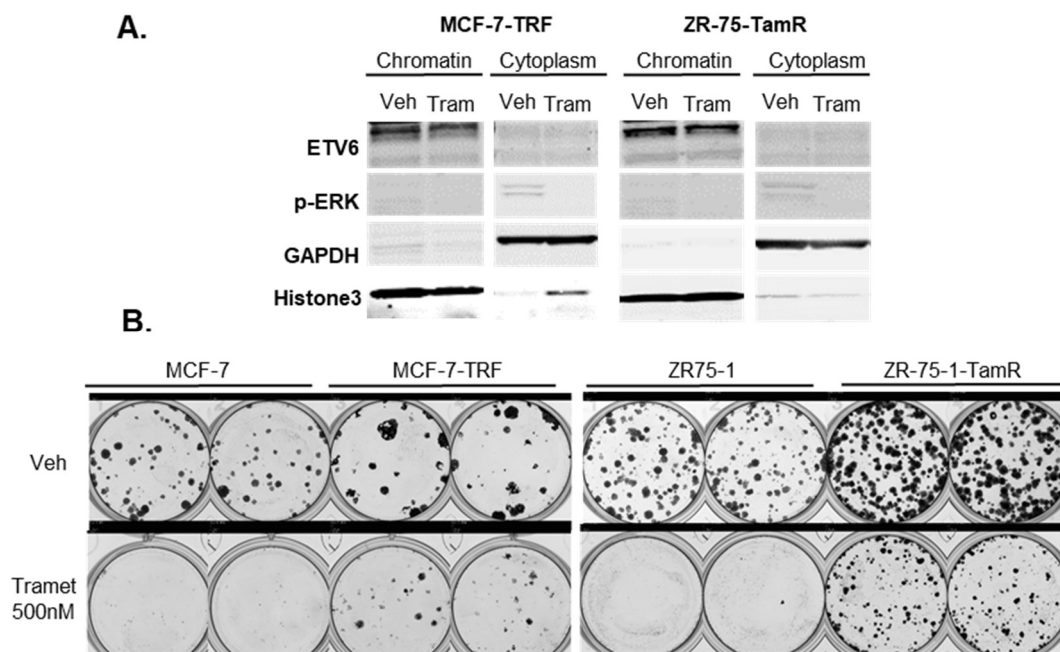 A.
MCF-7-TRF ZR-75-TamR
Chromatin Cytoplasm Chromatin Cytoplasm
Veh Tram Veh Tram Veh Tram Veh Tram
ETV6
p-ERK
GAPDH
Histone3
B.
MCF-7 MCF-7-TRF ZR75-1 ZR-75-1-TamR
Veh
Tramet
500nM